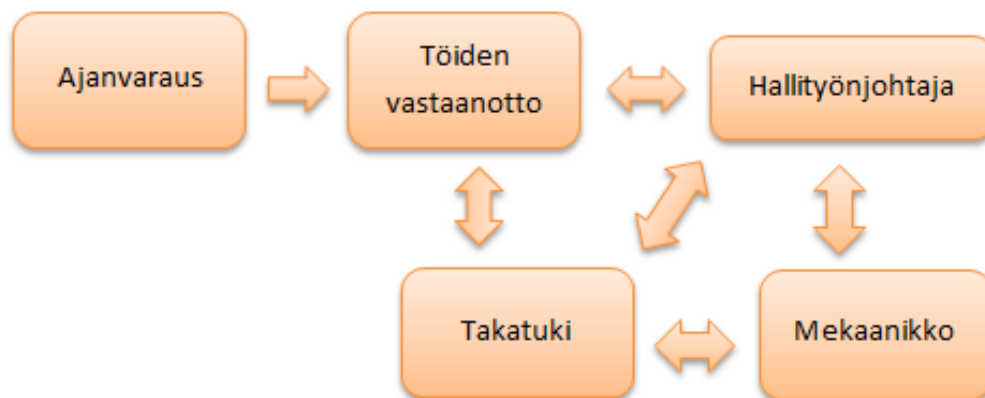 Ajanvaraus
Töiden
vastaanotto
Hallityönjohtaja
Takatuki
Mekaanikko